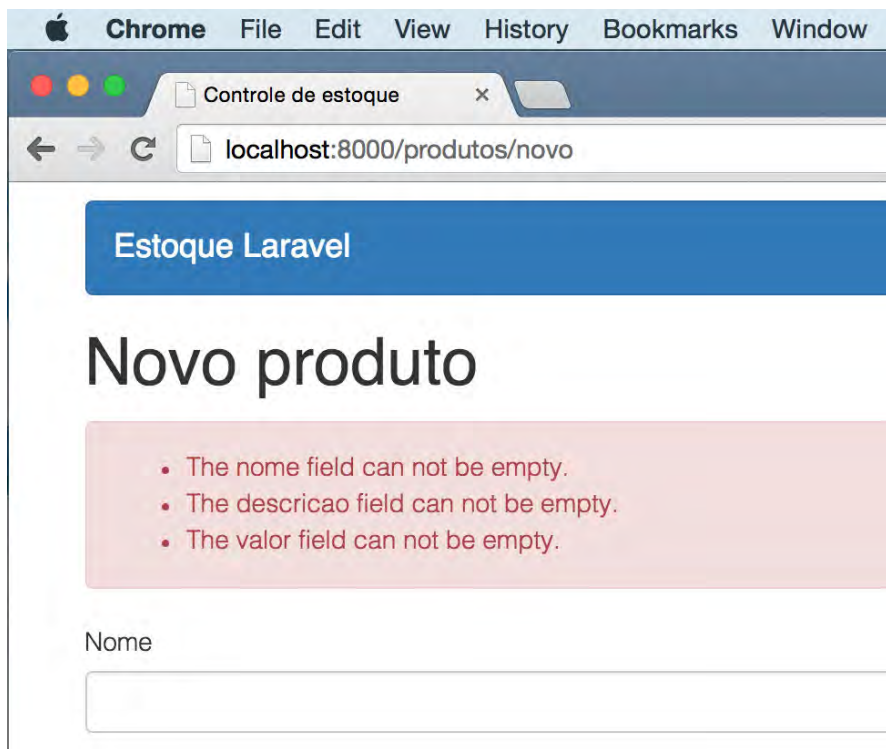 Chrome File Edit View History Bookmarks Window
Controle de estoque
localhost:8000/produtos/novo
Estoque Laravel
Novo produto
• The nome field can not be empty.
• The descricao field can not be empty.
• The valor field can not be empty.
Nome